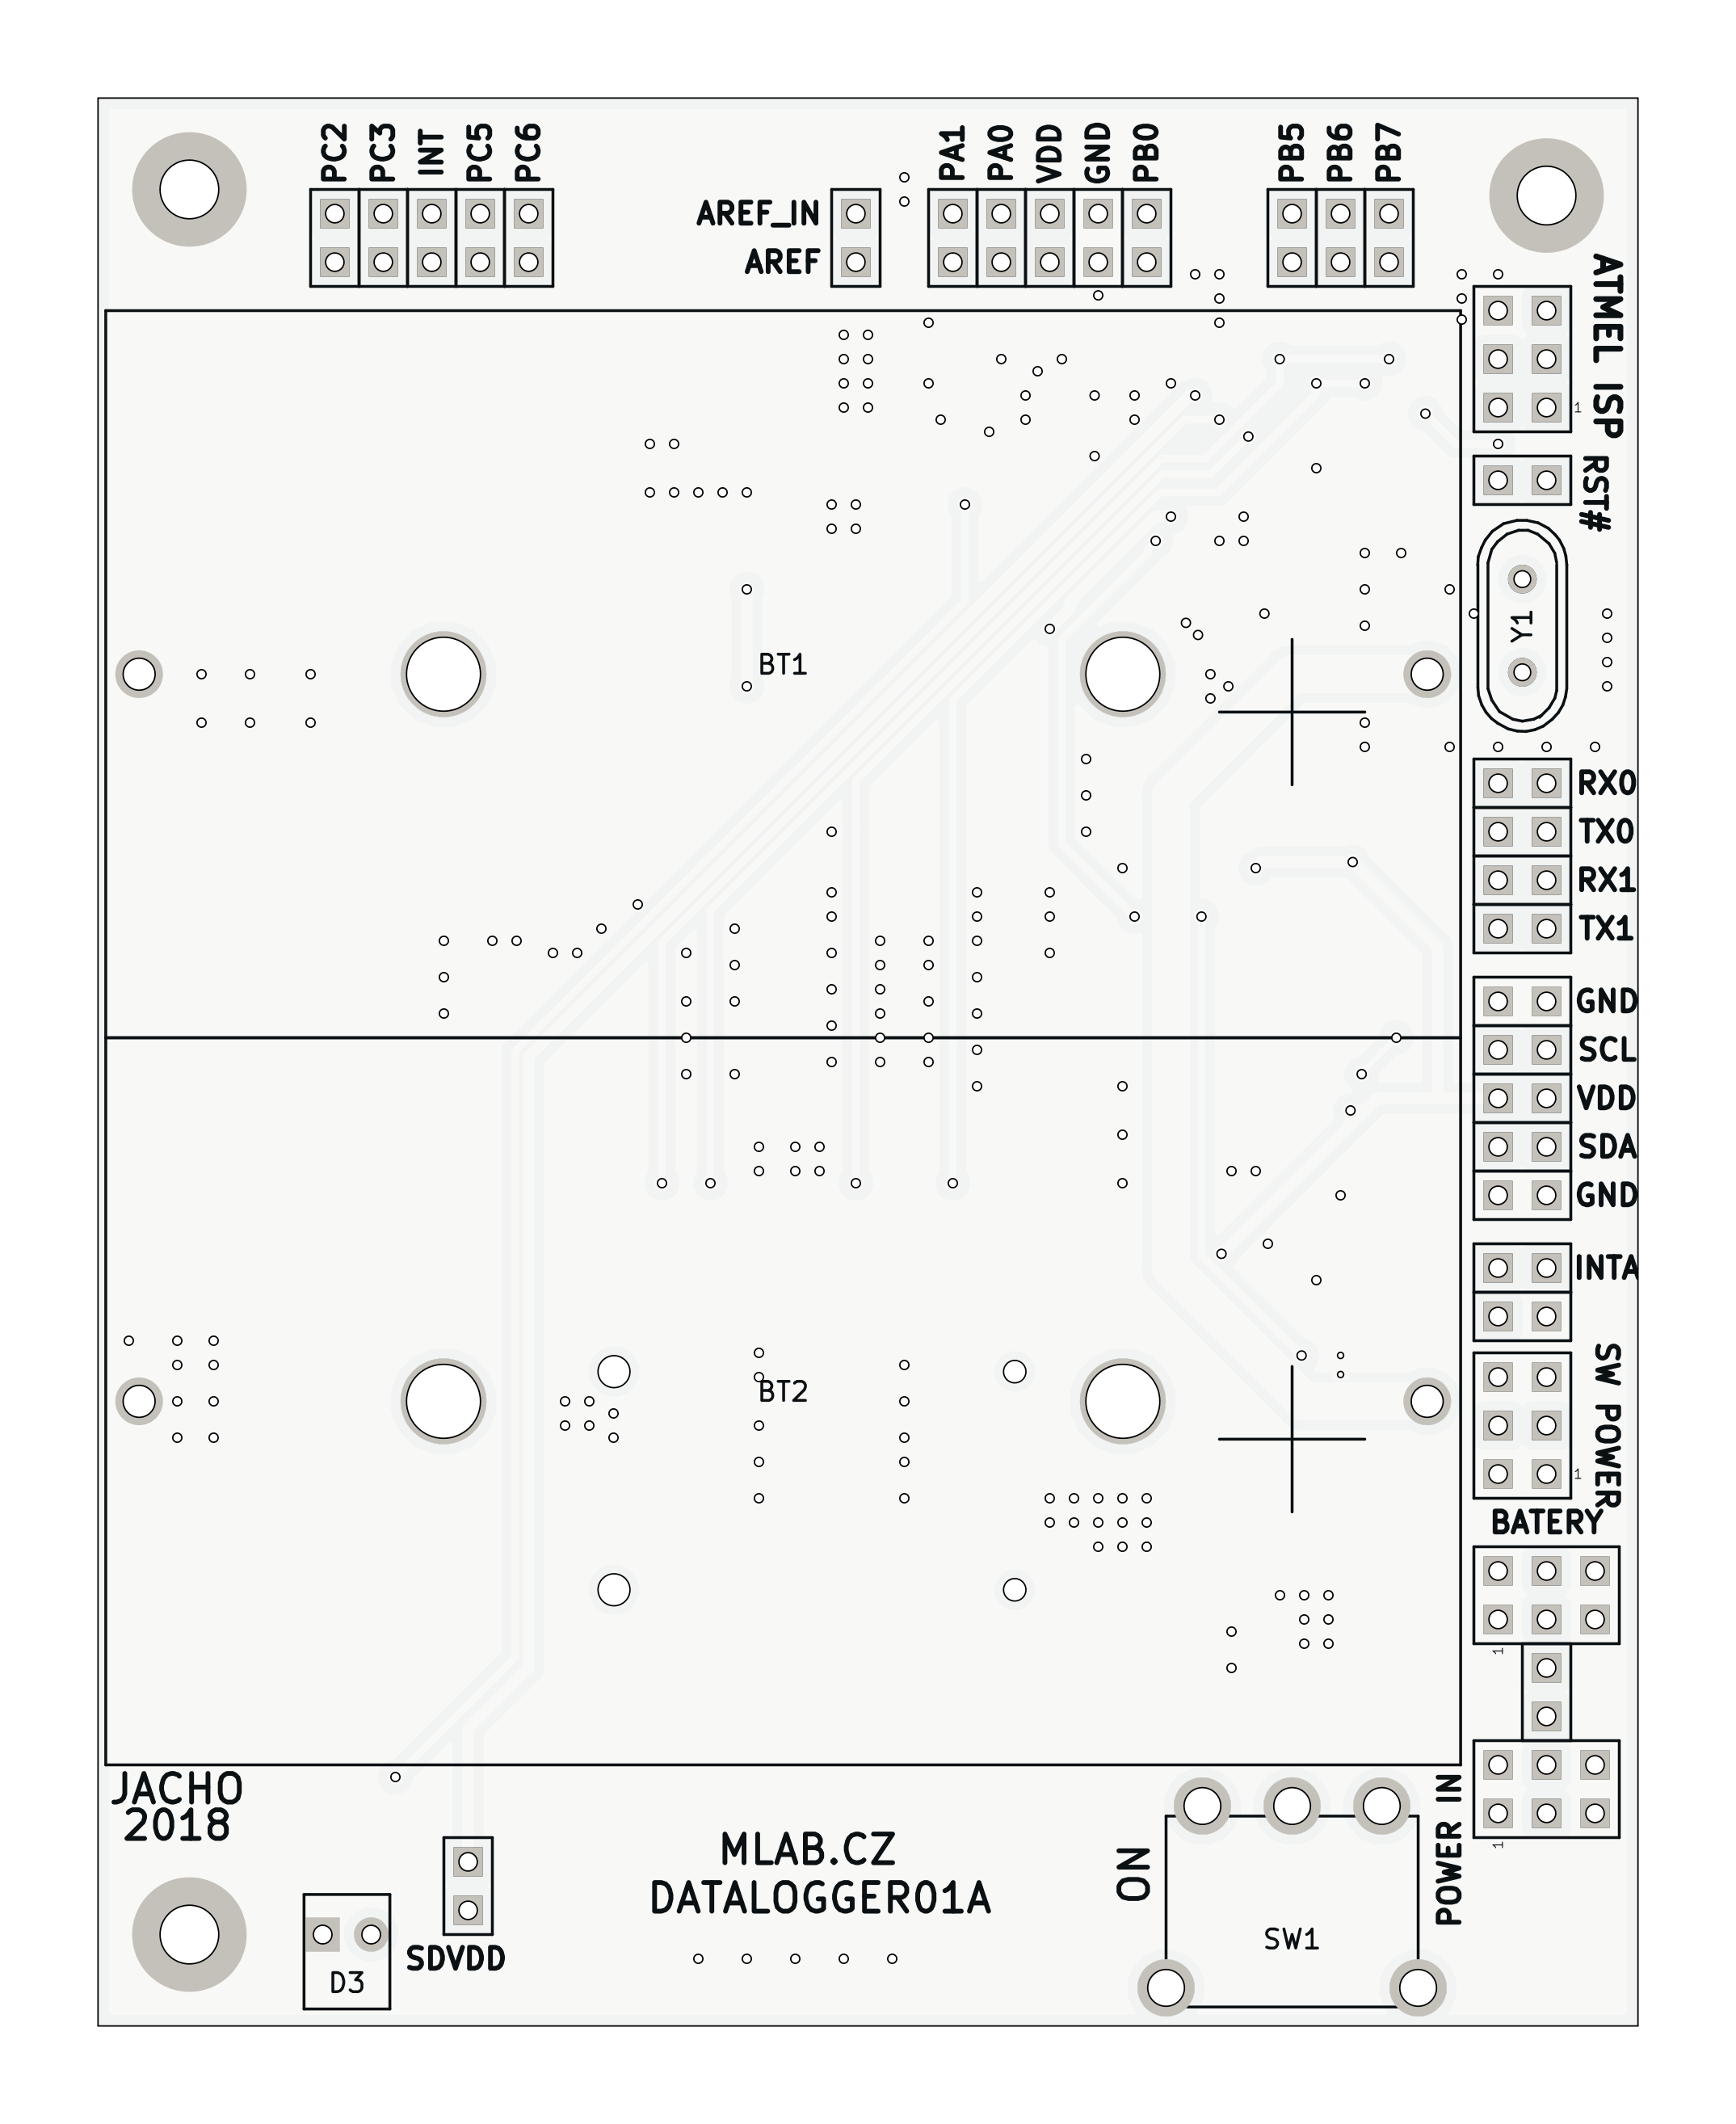 PC2
PC3
INT
PC5
PC6
PA1
PA0
VDD
GND
PB0
PB5
PB6
PB7
AREF_IN
AREF
ATMEL ISP
1
RST#
Y1
BT1
RX0
TX0
RX1
TX1
GND
SCL
VDD
SDA
GND
INTA
SW POWER
1
BT2
BATERY
1
POWER IN
1
JACHO
2018
MLAB.CZ
DATALOGGER01A
ON
SW1
SDVDD
D3